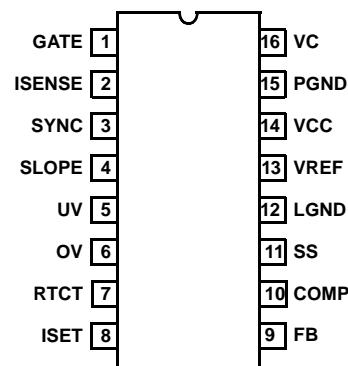 GATE 1 16 VC
ISENSE 2 15 PGND
SYNC 3 14 VCC
SLOPE 4 13 VREF
UV 5 12 LGND
OV 6 11 SS
RTCT 7 10 COMP
ISET 8 9 FB